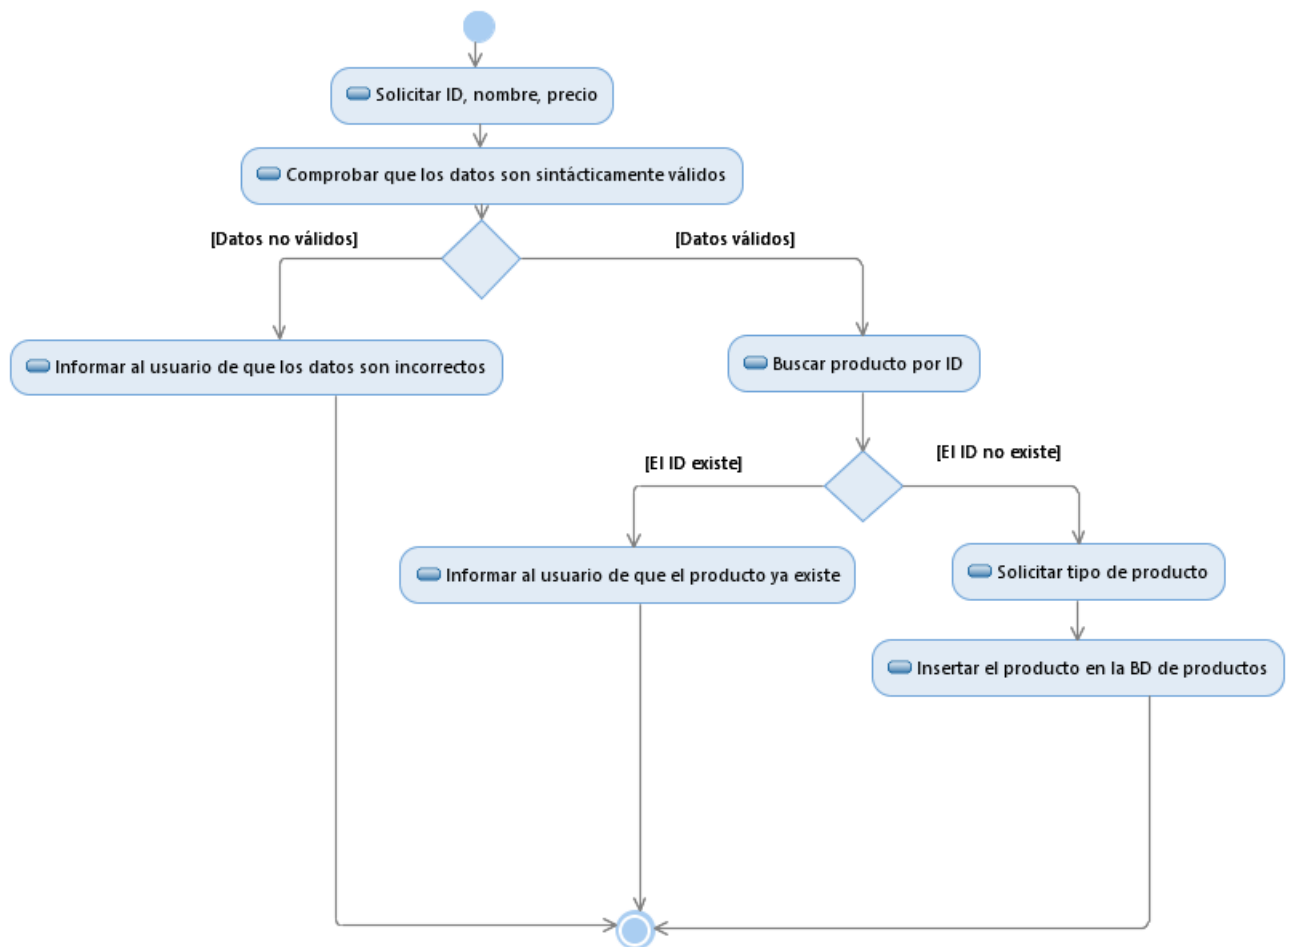 Solicitar ID, nombre, precio
Comprobar que los datos son sintácticamente válidos
[Datos no válidos]
[Datos válidos]
Informar al usuario de que los datos son incorrectos
Buscar producto por ID
[El ID existe]
[El ID no existe]
Informar al usuario de que el producto ya existe
Solicitar tipo de producto
Insertar el producto en la BD de productos